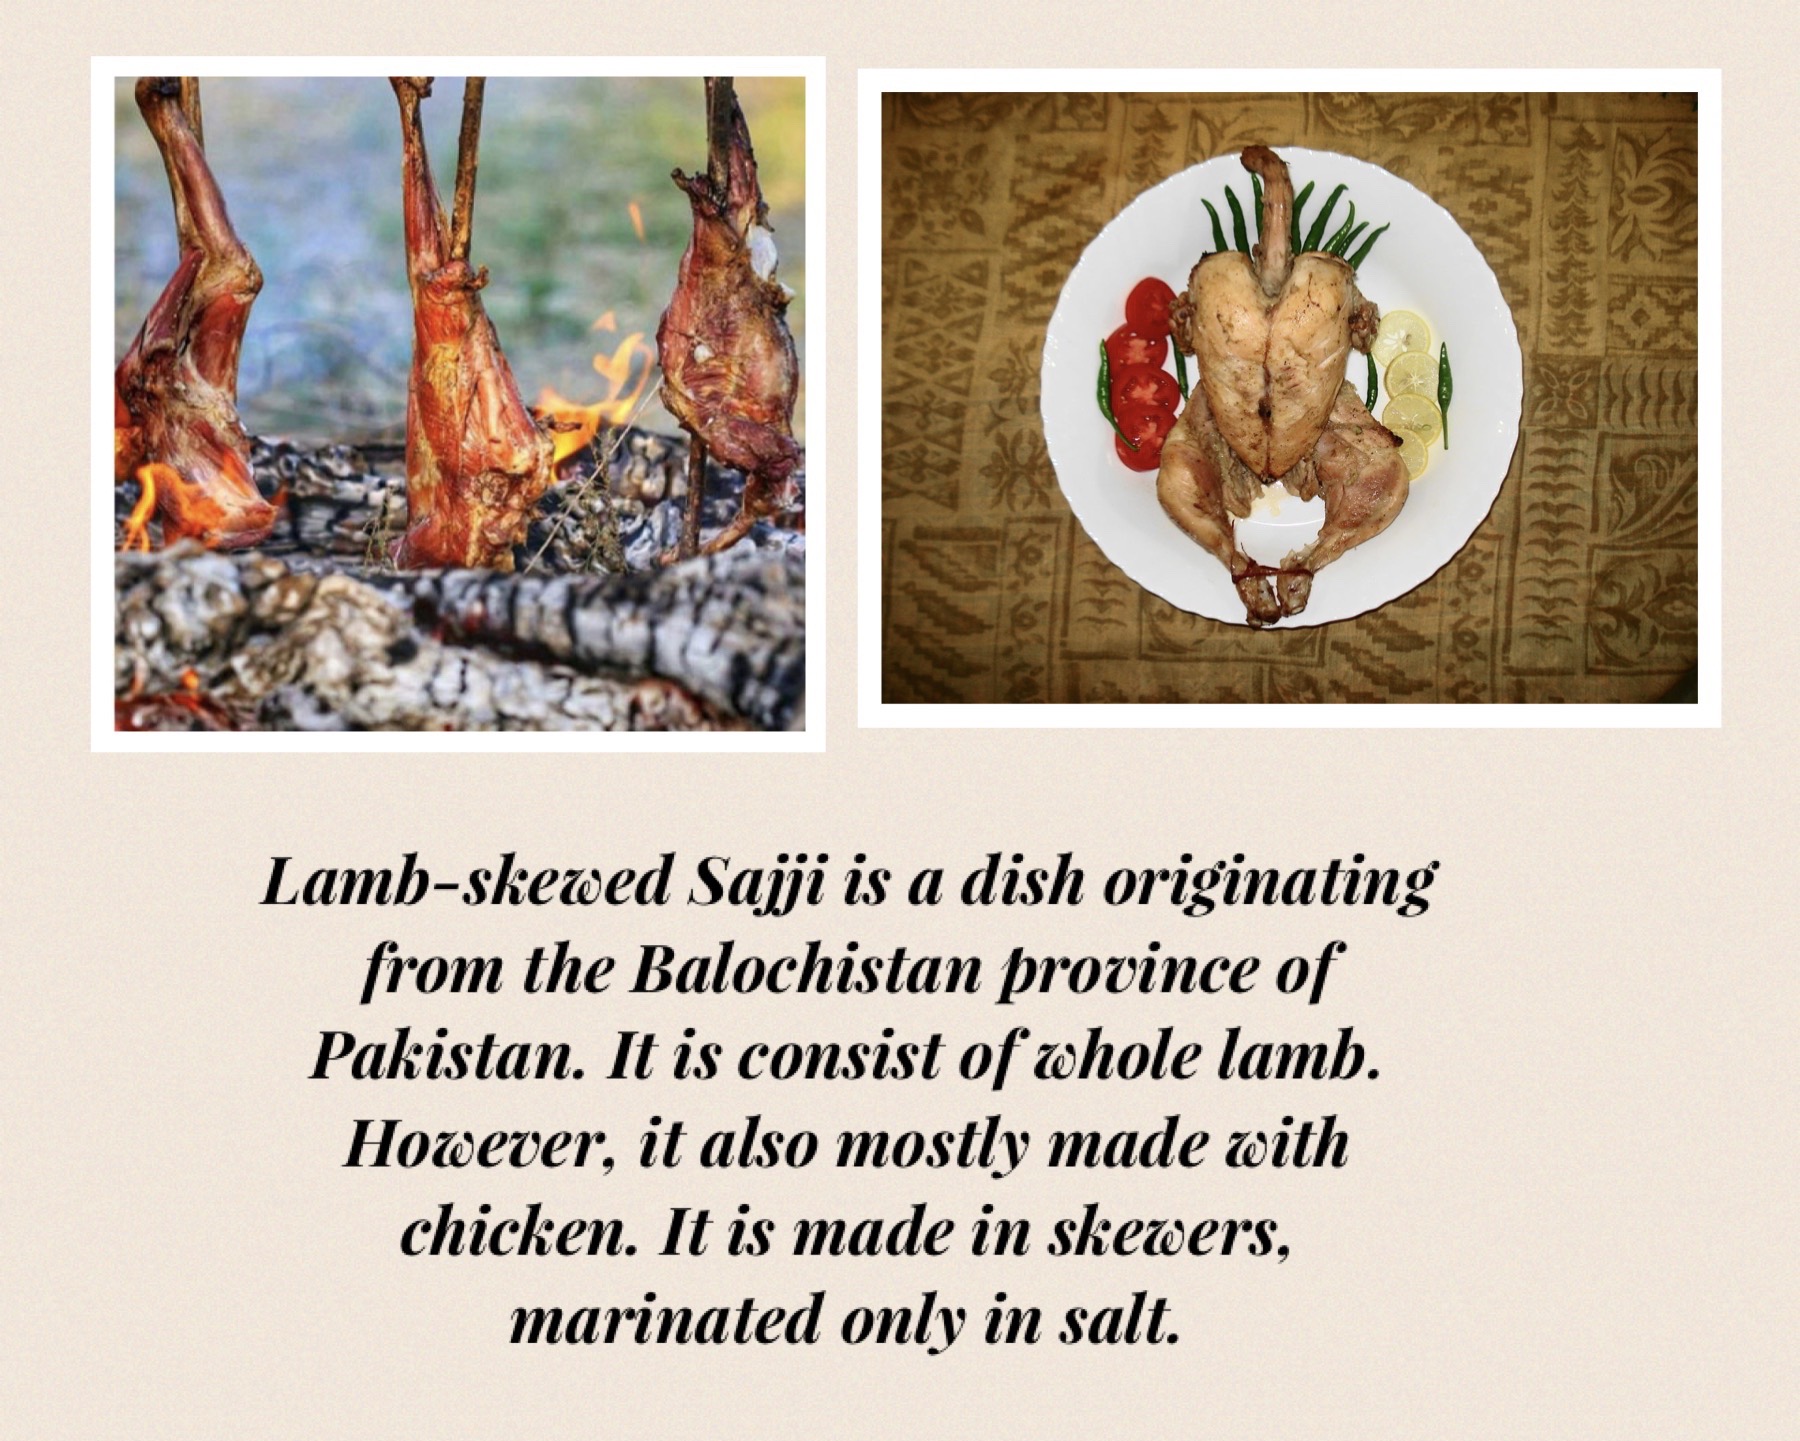 Lamb-skewed Sajji is a dish originating
from the Balochistan province of
Pakistan. It is consist of whole lamb.
However, it also mostly made with
chicken. It is made in skewers,
marinated only in salt.